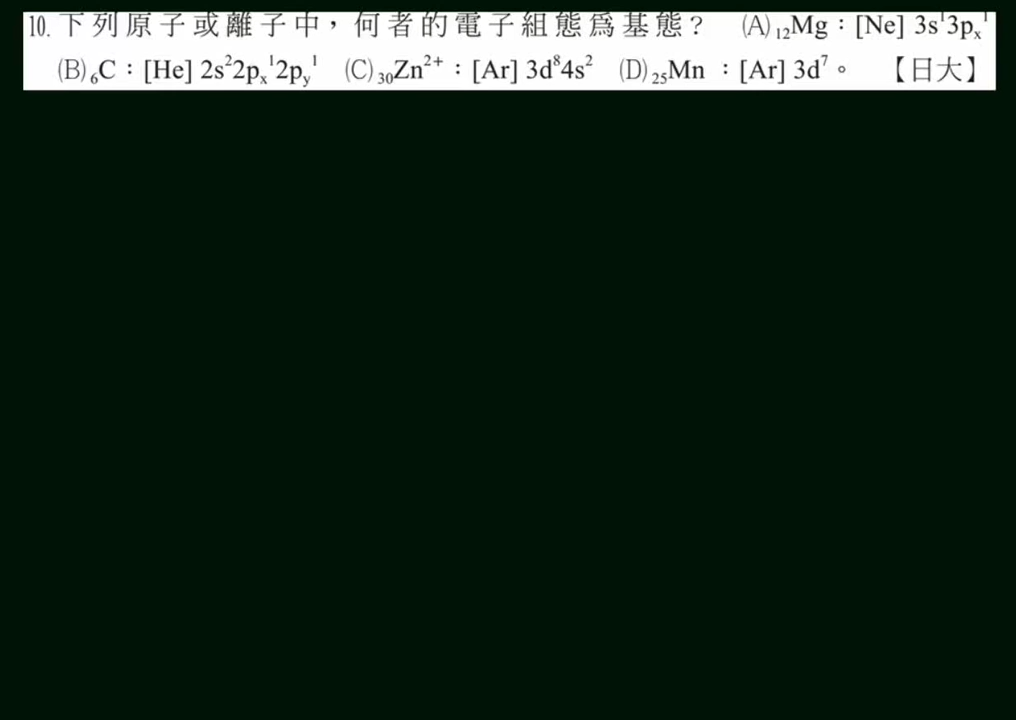 10. 下列原子或離子中，何者的電子組態爲基態？ (A) ₁₂Mg：[Ne] 3s¹3pₓ¹
(B) ₆C：[He] 2s²2pₓ¹2p_y¹ (C) ₃₀Zn²⁺：[Ar] 3d⁸4s² (D) ₂₅Mn ：[Ar] 3d⁷。 【日大】